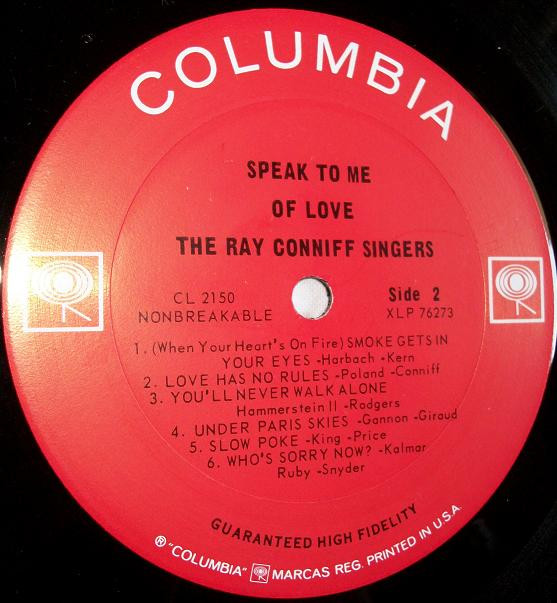 COLUMBIA
SPEAK TO ME
OF LOVE
THE RAY CONNIFF SINGERS
CL 2150
NONBREAKABLE
Side 2
XLP 76273
1. (When Your Heart's On Fire) SMOKE GETS IN
YOUR EYES -Harbach -Kern
2. LOVE HAS NO RULES -Poland -Conniff
3. YOU'LL NEVER WALK ALONE
Hammerstein II -Rodgers
4. UNDER PARIS SKIES -Gannon -Giraud
5. SLOW POKE -King -Price
6. WHO'S SORRY NOW? -Kalmar
Ruby -Snyder
GUARANTEED HIGH FIDELITY
® "COLUMBIA" MARCAS REG. PRINTED IN U.S.A.